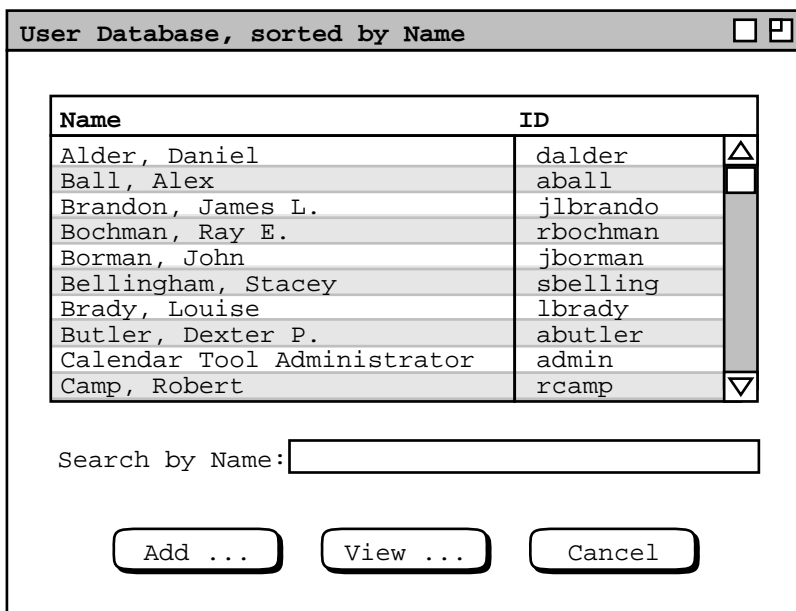 User Database, sorted by Name
Name ID
Alder, Daniel dalder
Ball, Alex aball
Brandon, James L. jlbrando
Bochman, Ray E. rbochman
Borman, John jborman
Bellingham, Stacey sbelling
Brady, Louise lbrady
Butler, Dexter P. abutler
Calendar Tool Administrator admin
Camp, Robert rcamp
Search by Name:
Add ... View ... Cancel